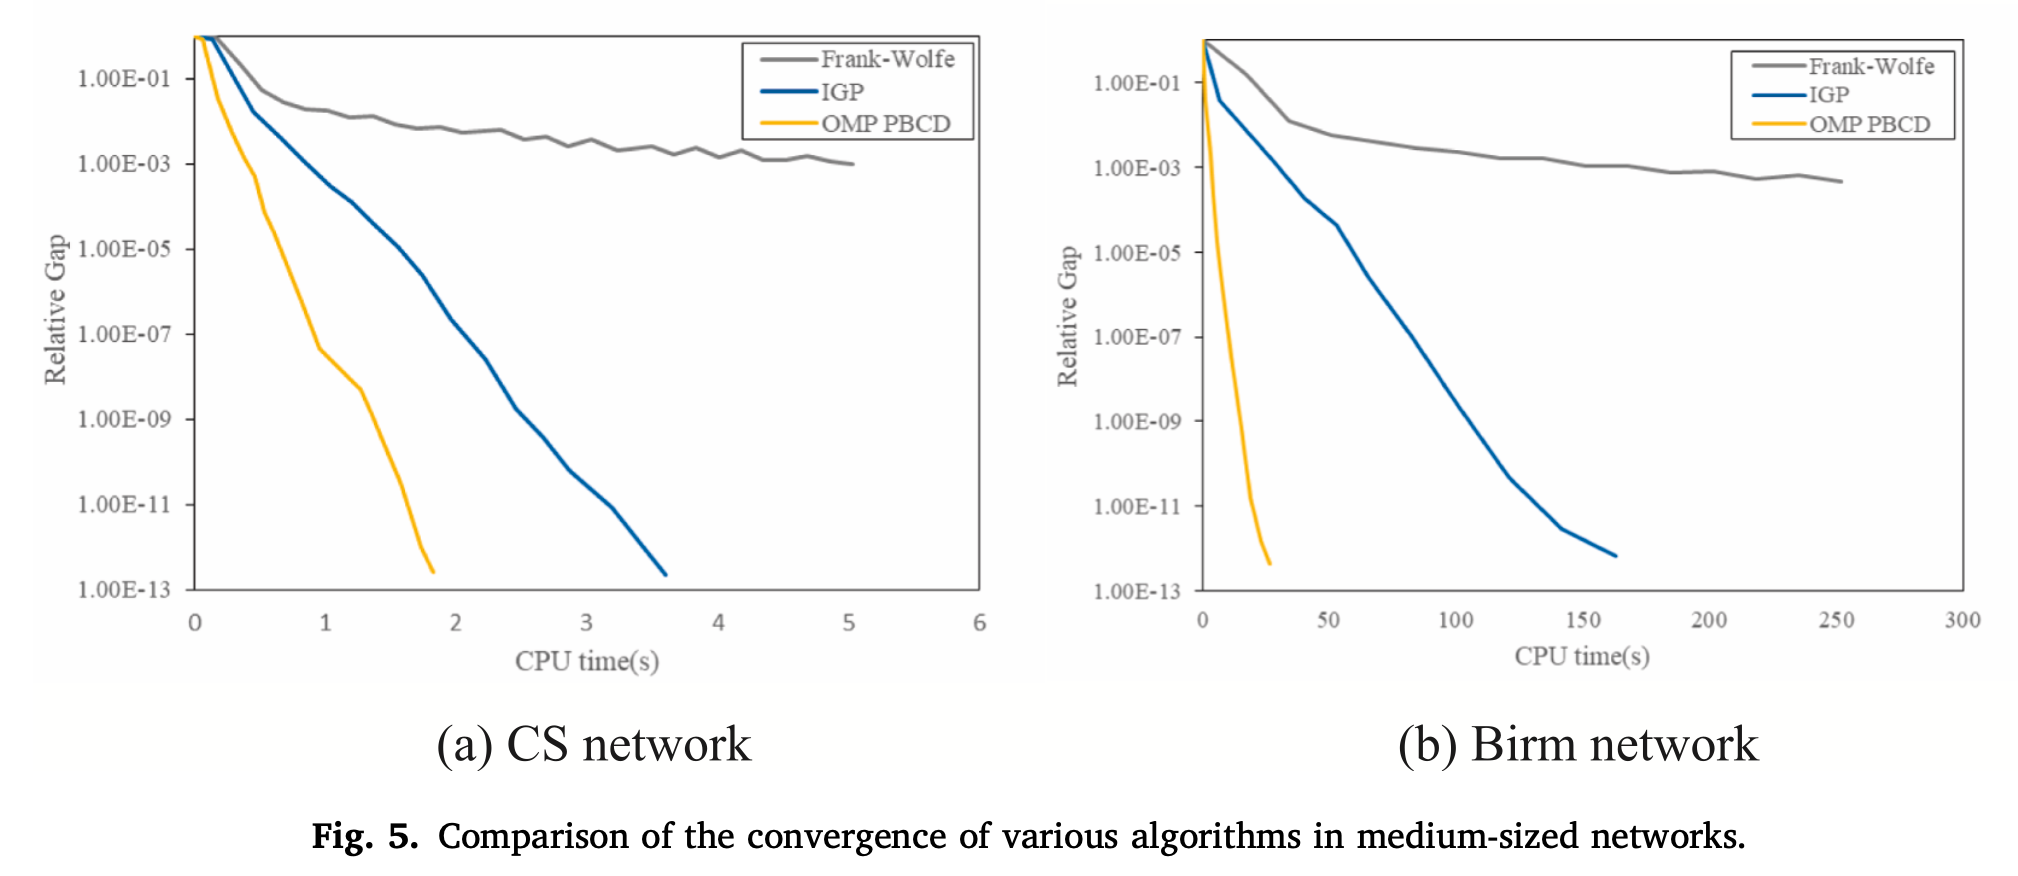 Frank-Wolfe
IGP
OMP PBCD
1.00E-01
1.00E-03
1.00E-05
1.00E-07
1.00E-09
1.00E-11
1.00E-13
Relative Gap
0 1 2 3 4 5 6
CPU time(s)
(a) CS network
Frank-Wolfe
IGP
OMP PBCD
1.00E-01
1.00E-03
1.00E-05
1.00E-07
1.00E-09
1.00E-11
1.00E-13
Relative Gap
0 50 100 150 200 250 300
CPU time(s)
(b) Birm network
Fig. 5. Comparison of the convergence of various algorithms in medium-sized networks.